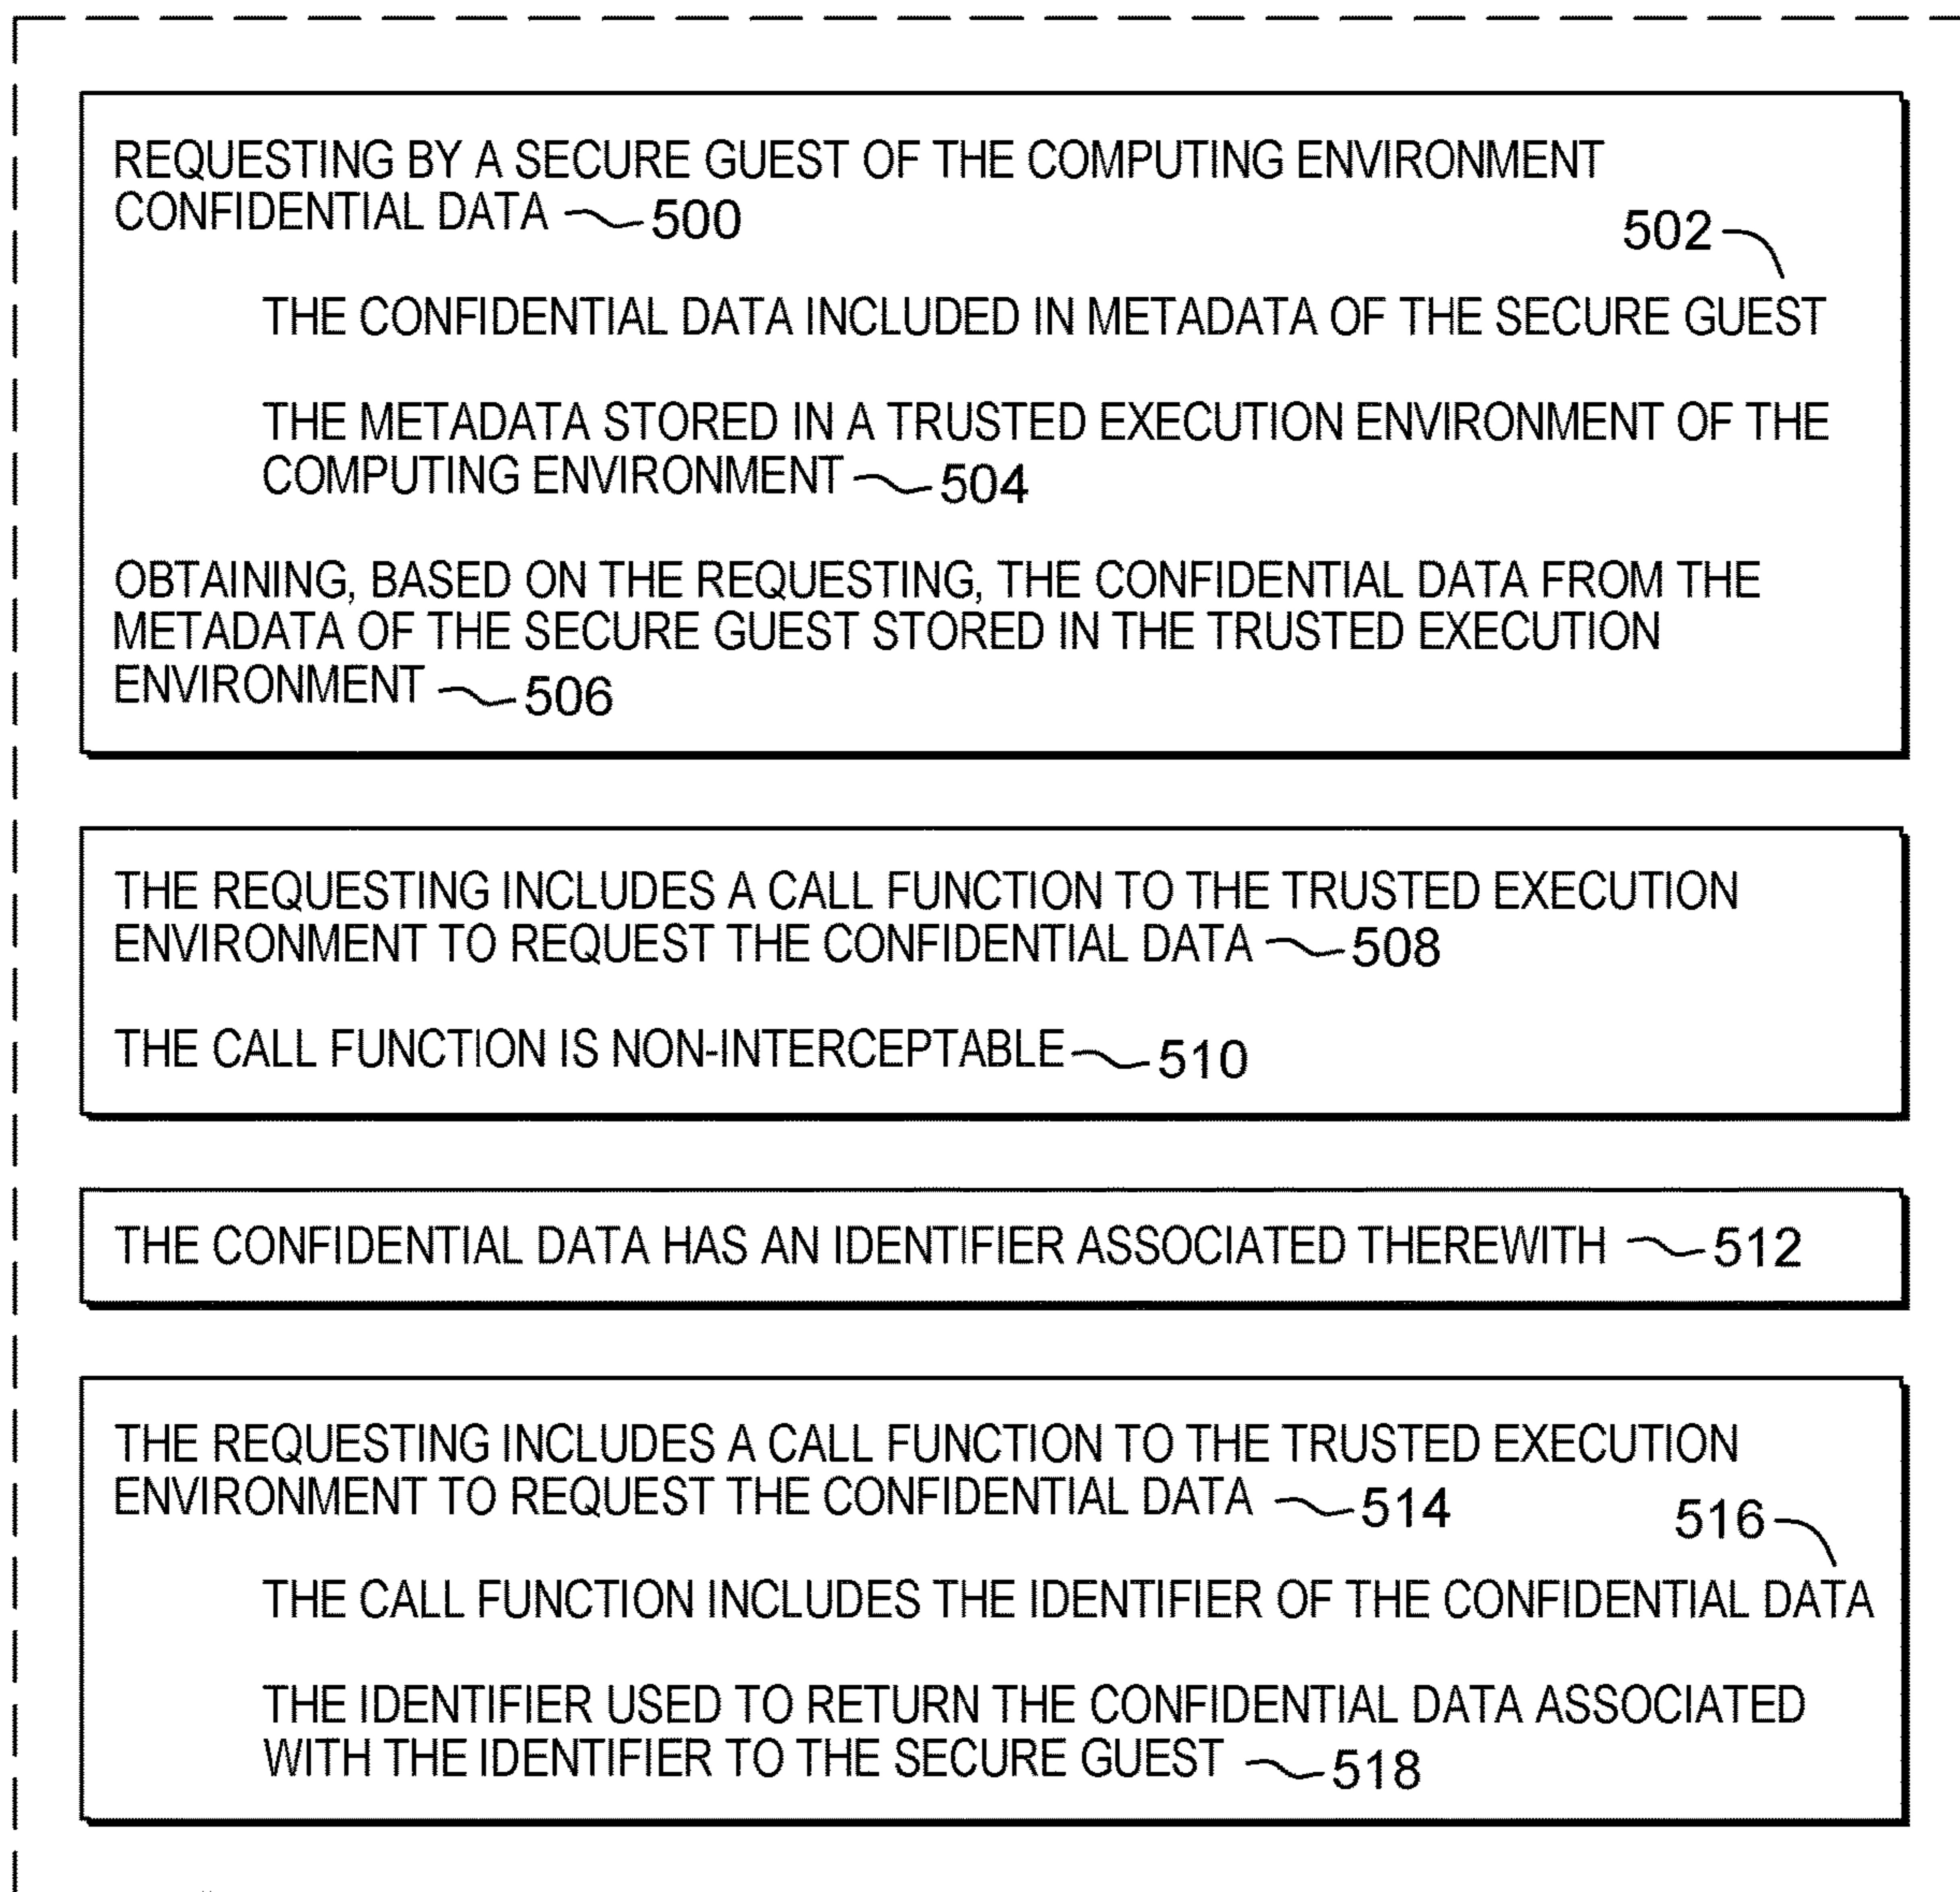 REQUESTING BY A SECURE GUEST OF THE COMPUTING ENVIRONMENT
CONFIDENTIAL DATA 500
502
THE CONFIDENTIAL DATA INCLUDED IN METADATA OF THE SECURE GUEST
THE METADATA STORED IN A TRUSTED EXECUTION ENVIRONMENT OF THE
COMPUTING ENVIRONMENT 504
OBTAINING, BASED ON THE REQUESTING, THE CONFIDENTIAL DATA FROM THE
METADATA OF THE SECURE GUEST STORED IN THE TRUSTED EXECUTION
ENVIRONMENT 506
THE REQUESTING INCLUDES A CALL FUNCTION TO THE TRUSTED EXECUTION
ENVIRONMENT TO REQUEST THE CONFIDENTIAL DATA 508
THE CALL FUNCTION IS NON-INTERCEPTABLE 510
THE CONFIDENTIAL DATA HAS AN IDENTIFIER ASSOCIATED THEREWITH 512
THE REQUESTING INCLUDES A CALL FUNCTION TO THE TRUSTED EXECUTION
ENVIRONMENT TO REQUEST THE CONFIDENTIAL DATA 514
516
THE CALL FUNCTION INCLUDES THE IDENTIFIER OF THE CONFIDENTIAL DATA
THE IDENTIFIER USED TO RETURN THE CONFIDENTIAL DATA ASSOCIATED
WITH THE IDENTIFIER TO THE SECURE GUEST 518